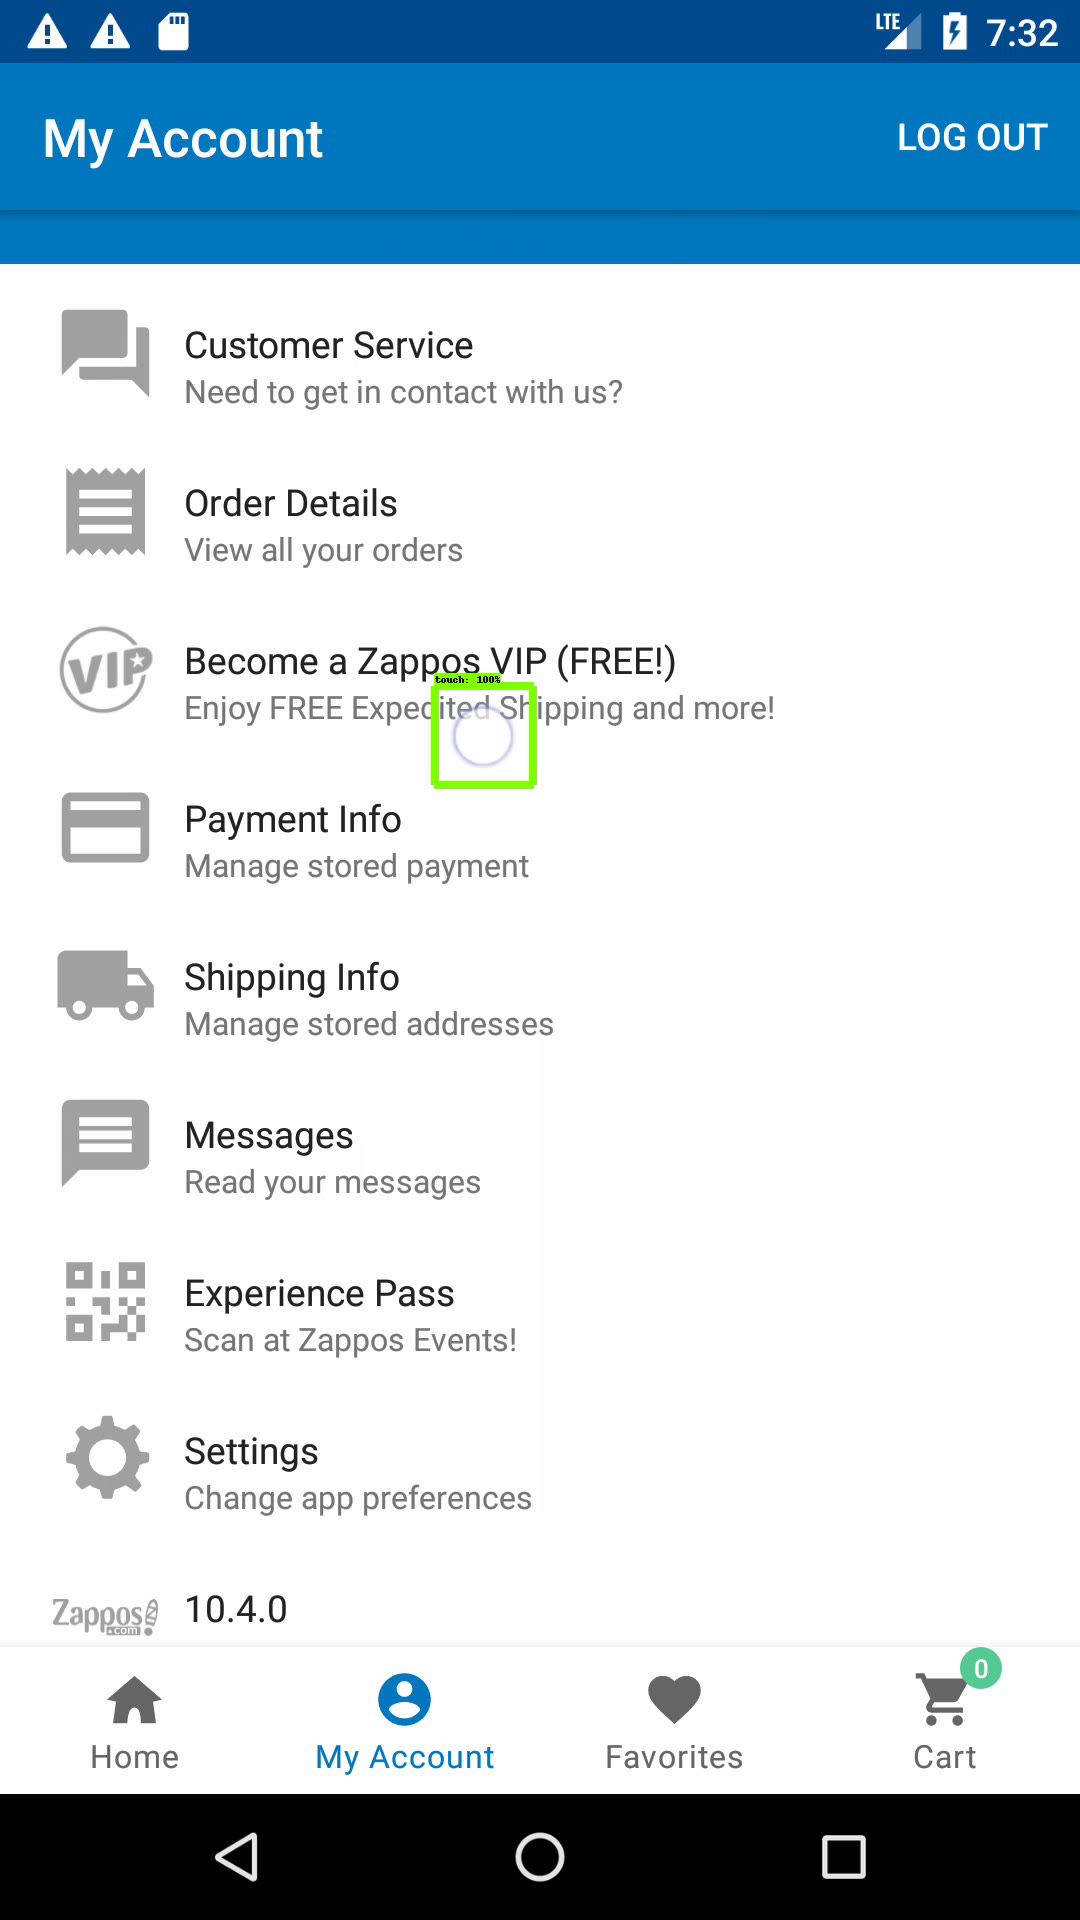 LTE 7:32
My Account LOG OUT
Customer Service
Need to get in contact with us?
Order Details
View all your orders
VIP
Become a Zappos VIP (FREE!)
touch: 100%
Enjoy FREE Expedited Shipping and more!
Payment Info
Manage stored payment
Shipping Info
Manage stored addresses
Messages
Read your messages
Experience Pass
Scan at Zappos Events!
Settings
Change app preferences
Zappos
.com
10.4.0
0
Home My Account Favorites Cart